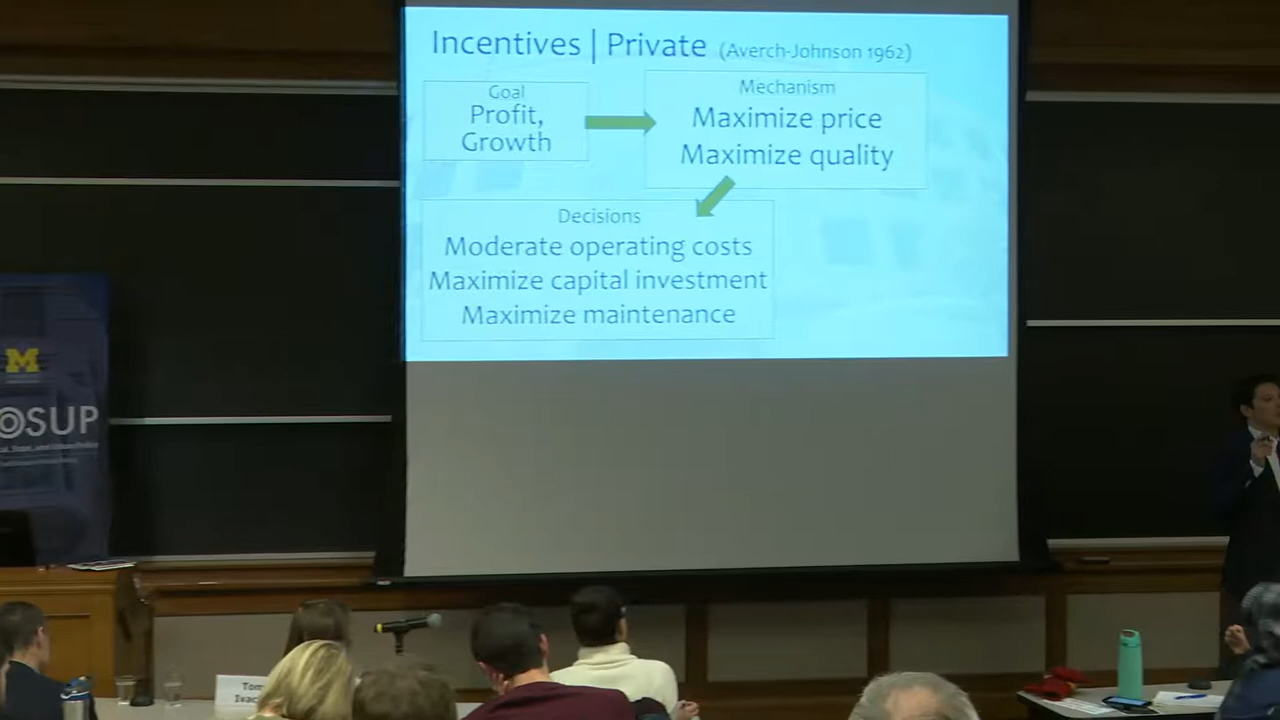 Incentives | Private (Averch-Johnson 1962)
Goal
Profit,
Growth
Mechanism
Maximize price
Maximize quality
Decisions
Moderate operating costs
Maximize capital investment
Maximize maintenance
M
OSUP
Tom